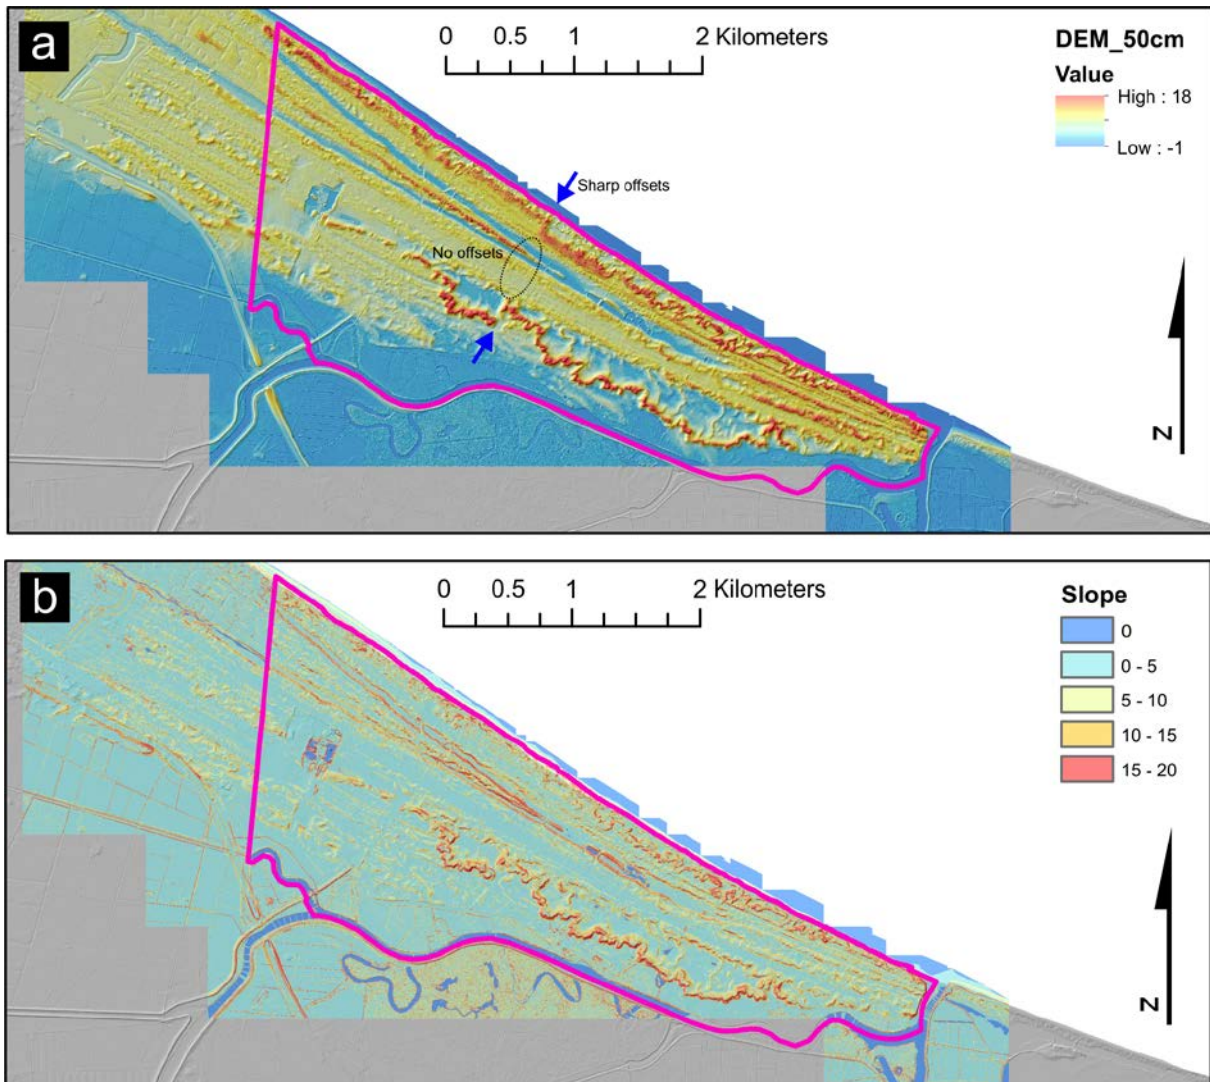 a
0 0.5 1 2 Kilometers
DEM_50cm
Value
High : 18
Low : -1
Sharp offsets
No offsets
N
b
0 0.5 1 2 Kilometers
Slope
0
0 - 5
5 - 10
10 - 15
15 - 20
N